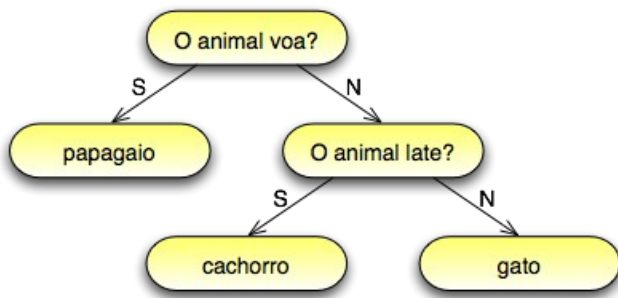 O animal voa?
S
N
papagaio
O animal late?
S
N
cachorro
gato